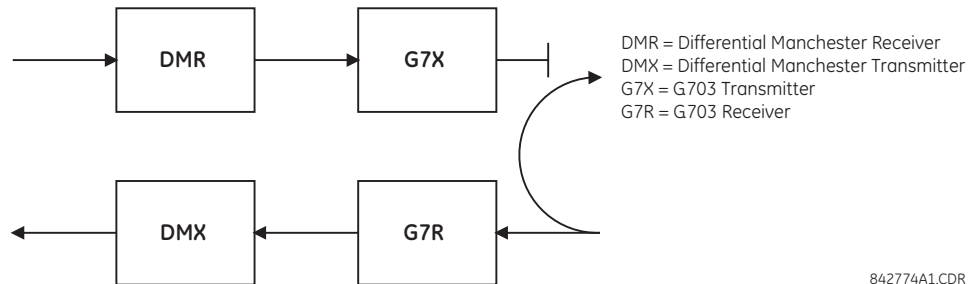 DMR
G7X
DMR = Differential Manchester Receiver
DMX = Differential Manchester Transmitter
G7X = G703 Transmitter
G7R = G703 Receiver
DMX
G7R
842774A1.CDR